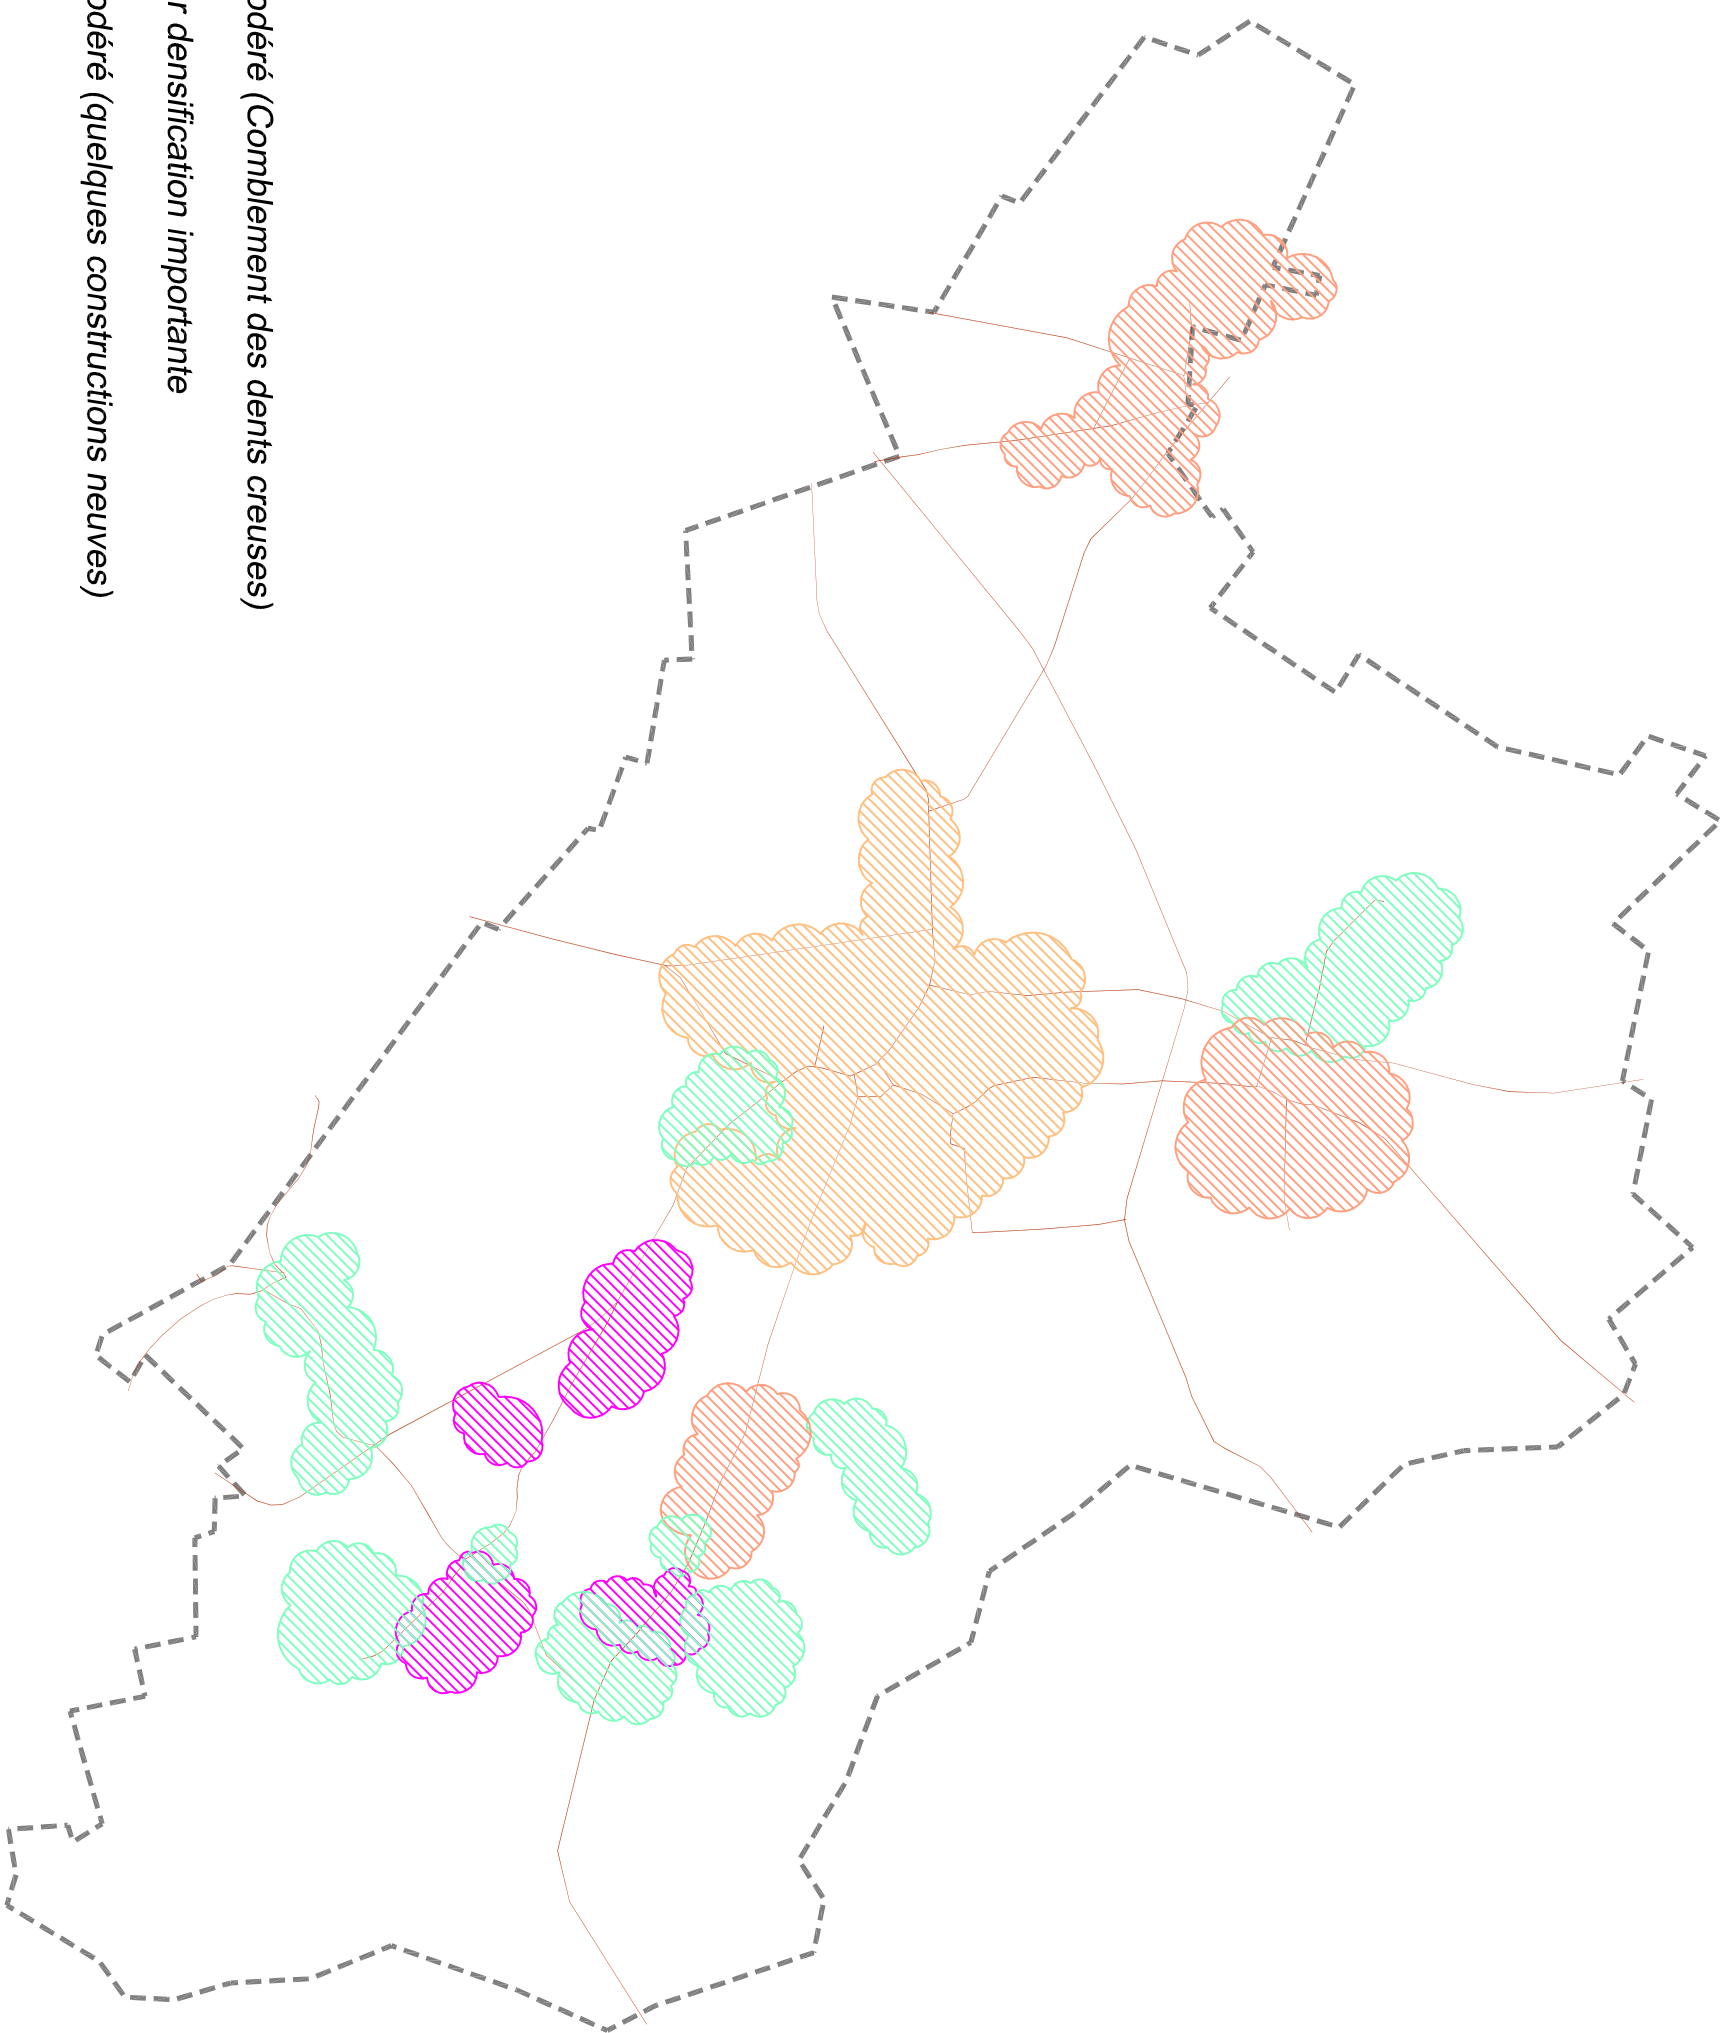 odéré (Comblement des dents creuses)
r densification importante
odéré (quelques constructions neuves)